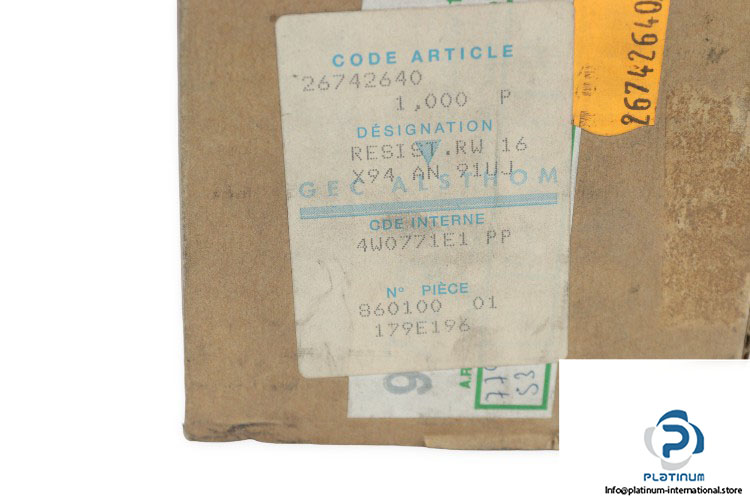 CODE ARTICLE
26742640
1,000 P
DÉSIGNATION
RESIST.RW 16
X94 AN 91UJ
GEC ALSTHOM
CDE INTERNE
4W0771E1 PP
N° PIÈCE
860100 01
179E196
26742640
A.R
PLATINUM
Info@platinum-international.store